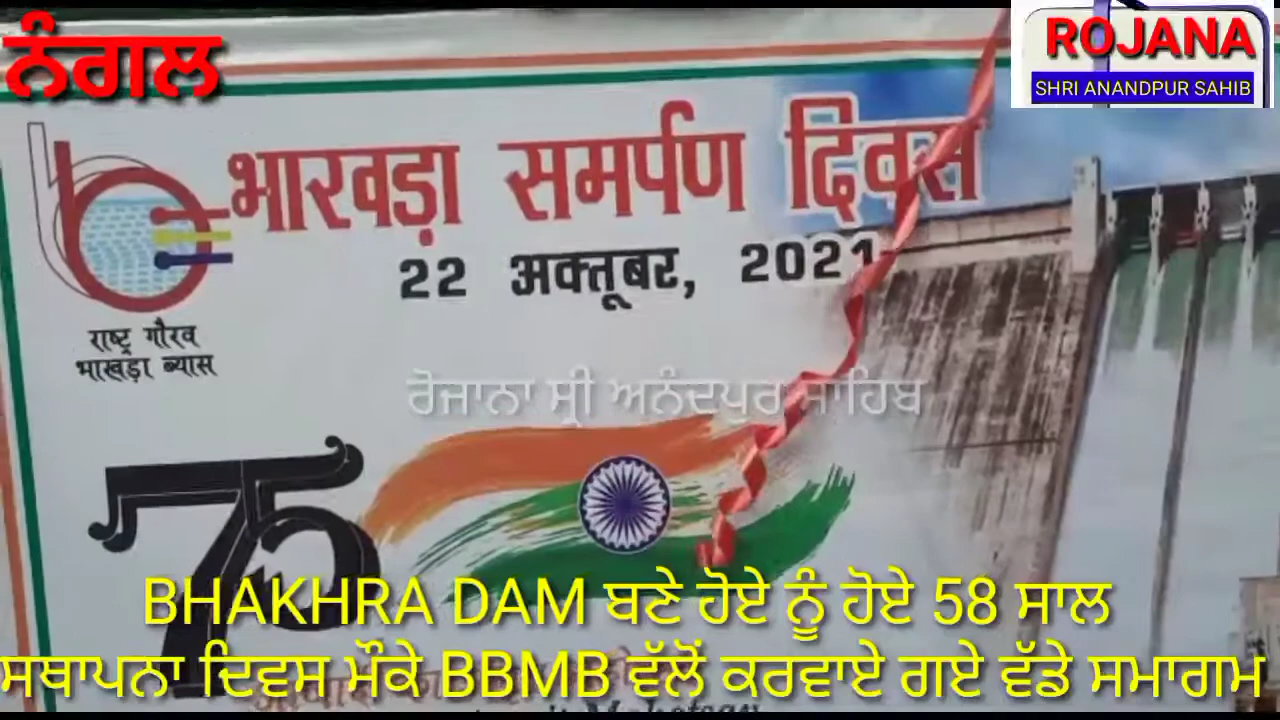 ਨੰਗਲ
ROJANA
SHRI ANANDPUR SAHIB
भाखड़ा समर्पण दिवस
22 अक्तूबर, 2021
राष्ट्र गौरव
भाखड़ा ब्यास
ਰੋਜਾਨਾ ਸ੍ਰੀ ਅਨੰਦਪੁਰ ਸਾਹਿਬ
75
BHAKHRA DAM ਬਣੇ ਹੋਏ ਨੂੰ ਹੋਏ 58 ਸਾਲ
ਸਥਾਪਨਾ ਦਿਵਸ ਮੌਕੇ BBMB ਵੱਲੋਂ ਕਰਵਾਏ ਗਏ ਵੱਡੇ ਸਮਾਗਮ